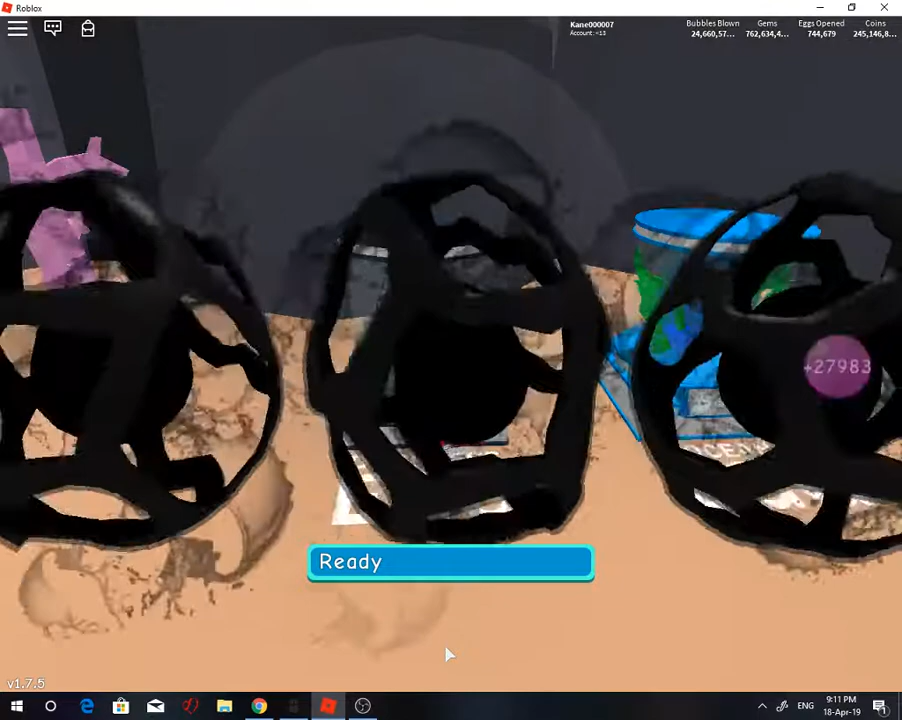 Roblox
Kane000007
Account: <13
Bubbles Blown
24,660,57...
Gems
762,634,4...
Eggs Opened
744,679
Coins
245,146,8...
+27983
Ready
v1.7.5
ENG
9:11 PM
18-Apr-19